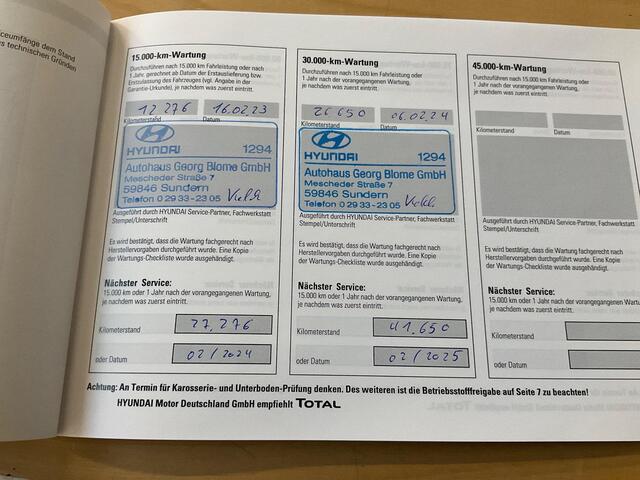 ceumfänge dem Stand
s technischen Gründen
15.000-km-Wartung
Durchzuführen nach 15.000 km Fahrleistung oder nach
1 Jahr, gerechnet ab Datum der Erstauslieferung bzw.
Erstzulassung des Fahrzeuges (vgl. Angabe in der
Garantie-Urkunde), je nachdem was zuerst eintritt.
12 276 16.02.23
Kilometerstand Datum
HYUNDAI 1294
Autohaus Georg Blome GmbH
Mescheder Straße 7
59846 Sundern
Telefon 0 29 33 - 23 05
Ausgeführt durch HYUNDAI Service-Partner, Fachwerkstatt
Stempel/Unterschrift
Es wird bestätigt, dass die Wartung fachgerecht nach
Herstellervorgaben durchgeführt wurde. Eine Kopie
der Wartungs-Checkliste wurde ausgehändigt.
Nächster Service:
15.000 km oder 1 Jahr nach der vorangegangenen Wartung,
je nachdem was zuerst eintritt.
Kilometerstand 27,276
oder Datum 02/2024
30.000-km-Wartung
Durchzuführen nach 15.000 km Fahrleistung oder
1 Jahr nach der vorangegangenen Wartung,
je nachdem was zuerst eintritt.
26 650 06.02.24
Kilometerstand Datum
HYUNDAI 1294
Autohaus Georg Blome GmbH
Mescheder Straße 7
59846 Sundern
Telefon 0 29 33 - 23 05
Ausgeführt durch HYUNDAI Service-Partner, Fachwerkstatt
Stempel/Unterschrift
Es wird bestätigt, dass die Wartung fachgerecht nach
Herstellervorgaben durchgeführt wurde. Eine Kopie
der Wartungs-Checkliste wurde ausgehändigt.
Nächster Service:
15.000 km oder 1 Jahr nach der vorangegangenen Wartung,
je nachdem was zuerst eintritt.
Kilometerstand 41.650
oder Datum 02/2025
45.000-km-Wartung
Durchzuführen nach 15.000 km Fahrleistung oder
1 Jahr nach der vorangegangenen Wartung,
je nachdem was zuerst eintritt.
Kilometerstand Datum
Ausgeführt durch HYUNDAI Service-Partner, Fachwerkstatt
Stempel/Unterschrift
Es wird bestätigt, dass die Wartung fachgerecht nach
Herstellervorgaben durchgeführt wurde. Eine Kopie
der Wartungs-Checkliste wurde ausgehändigt.
Nächster Service:
15.000 km oder 1 Jahr nach der vorangegangenen
je nachdem was zuerst eintritt.
Kilometerstand
oder Datum
Achtung: An Termin für Karosserie- und Unterboden-Prüfung denken. Des weiteren ist die Betriebsstofffreigabe auf Seite 7 zu beachten!
HYUNDAI Motor Deutschland GmbH empfiehlt TOTAL